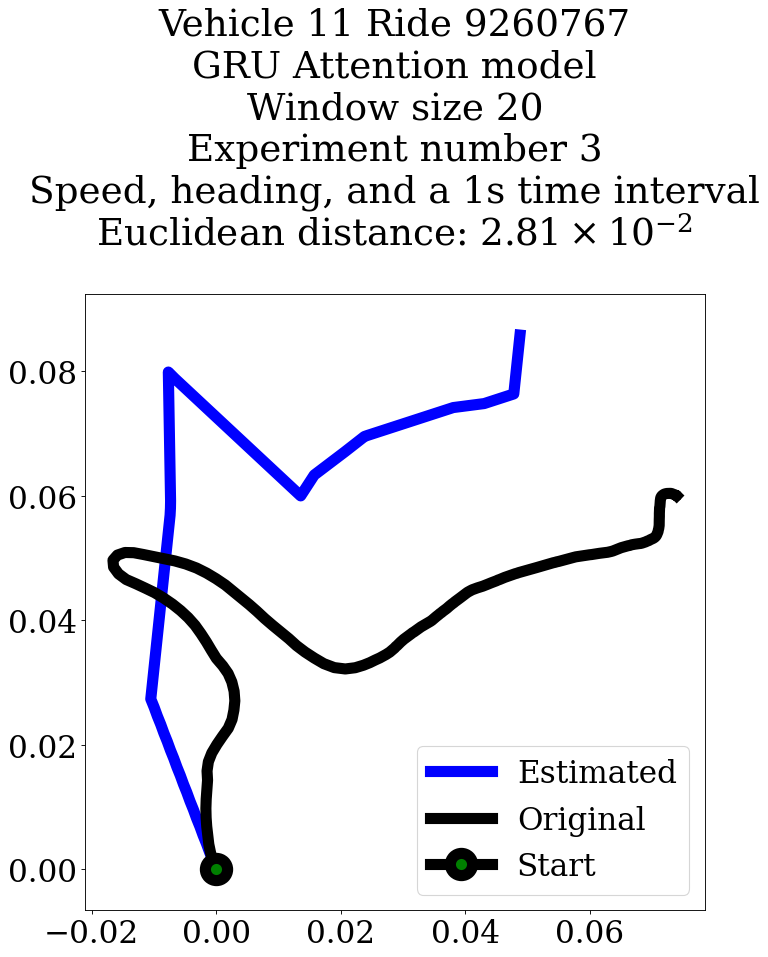 Vehicle 11 Ride 9260767
GRU Attention model
Window size 20
Experiment number 3
Speed, heading, and a 1s time interval
Euclidean distance: 2.81 × 10⁻²
0.08
0.06
0.04
0.02
0.00
−0.02 0.00 0.02 0.04 0.06
Estimated
Original
Start